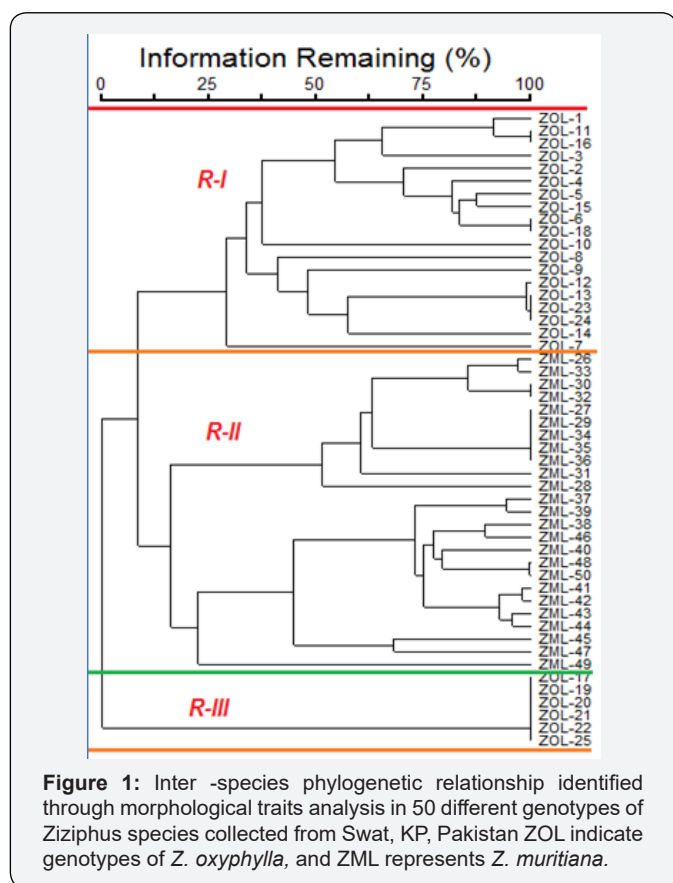 Information Remaining (%)
0 25 50 75 100
ZOL-1
ZOL-11
ZOL-16
R-I
ZOL-3
ZOL-2
ZOL-4
ZOL-5
ZOL-15
ZOL-6
ZOL-18
ZOL-10
ZOL-8
ZOL-9
ZOL-12
ZOL-13
ZOL-23
ZOL-24
ZOL-14
ZOL-7
ZML-26
ZML-33
ZML-30
ZML-32
ZML-27
R-II
ZML-29
ZML-34
ZML-35
ZML-36
ZML-31
ZML-28
ZML-37
ZML-39
ZML-38
ZML-46
ZML-40
ZML-48
ZML-50
ZML-41
ZML-42
ZML-43
ZML-44
ZML-45
ZML-47
ZML-49
ZOL-17
ZOL-19
R-III
ZOL-20
ZOL-21
ZOL-22
ZOL-25
Figure 1: Inter -species phylogenetic relationship identified
through morphological traits analysis in 50 different genotypes of
Ziziphus species collected from Swat, KP, Pakistan ZOL indicate
genotypes of Z. oxyphylla, and ZML represents Z. muritiana.